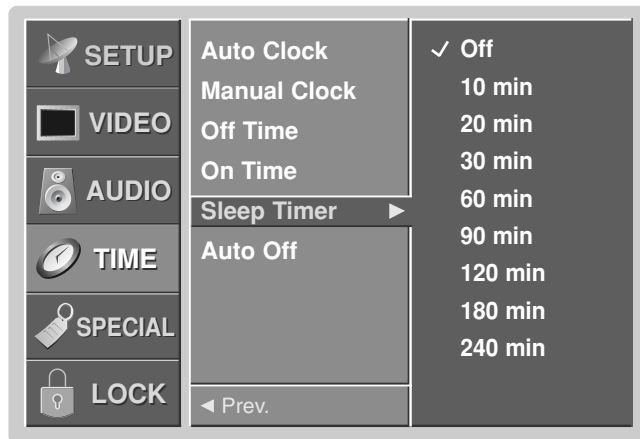 SETUP
VIDEO
AUDIO
TIME
SPECIAL
LOCK
Auto Clock
Manual Clock
Off Time
On Time
Sleep Timer ►
Auto Off
◄ Prev.
✓ Off
10 min
20 min
30 min
60 min
90 min
120 min
180 min
240 min